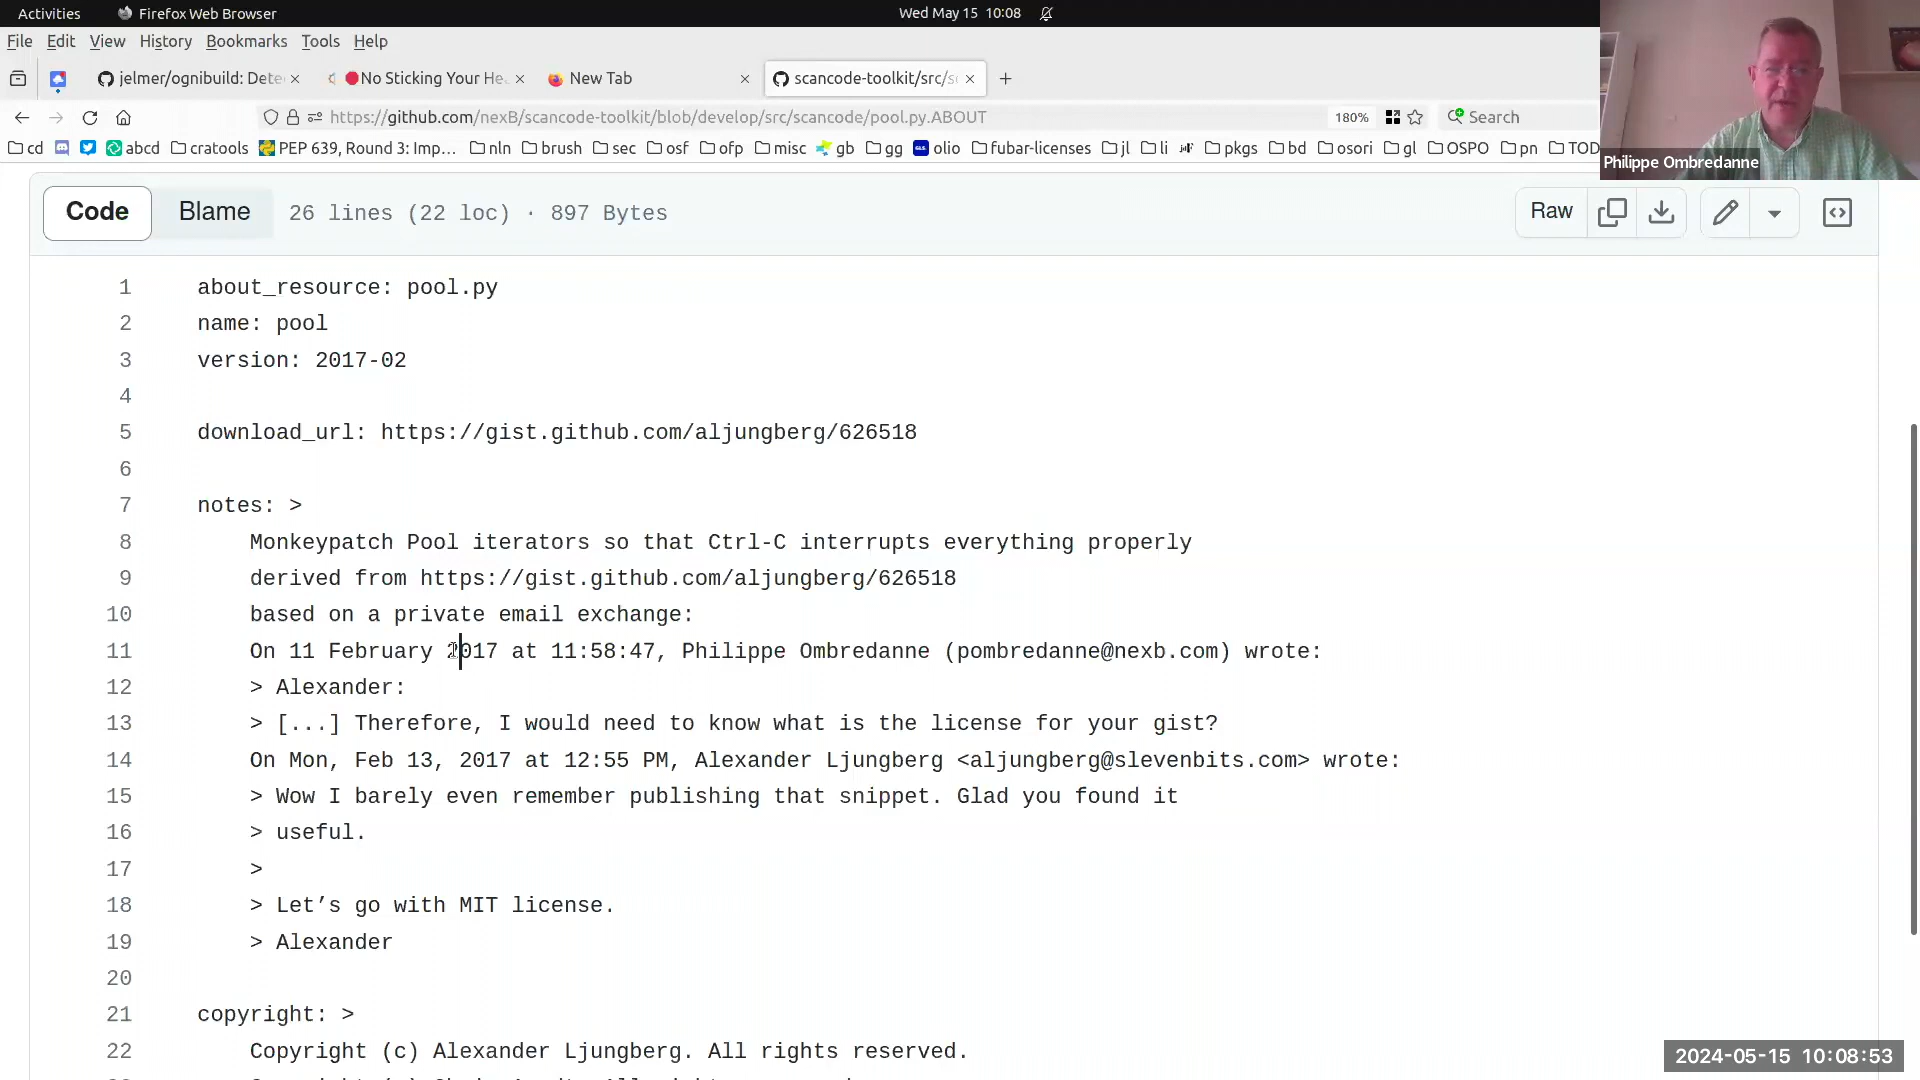 Activities Firefox Web Browser Wed May 15 10:08
File Edit View History Bookmarks Tools Help
jelmer/ognibuild: Dete No Sticking Your He New Tab scancode-toolkit/src/s
https://github.com/nexB/scancode-toolkit/blob/develop/src/scancode/pool.py.ABOUT 180% Search
cd abcd cratools PEP 639, Round 3: Imp... nln brush sec osf ofp misc gb gg olio fubar-licenses jl li pkgs bd osori gl OSPO pn TOD
Philippe Ombredanne
Code Blame 26 lines (22 loc) · 897 Bytes Raw
1 about_resource: pool.py
2 name: pool
3 version: 2017-02
4
5 download_url: https://gist.github.com/aljungberg/626518
6
7 notes: >
8 Monkeypatch Pool iterators so that Ctrl-C interrupts everything properly
9 derived from https://gist.github.com/aljungberg/626518
10 based on a private email exchange:
11 On 11 February 2017 at 11:58:47, Philippe Ombredanne (pombredanne@nexb.com) wrote:
12 > Alexander:
13 > [...] Therefore, I would need to know what is the license for your gist?
14 On Mon, Feb 13, 2017 at 12:55 PM, Alexander Ljungberg <aljungberg@slevenbits.com> wrote:
15 > Wow I barely even remember publishing that snippet. Glad you found it
16 > useful.
17 >
18 > Let’s go with MIT license.
19 > Alexander
20
21 copyright: >
22 Copyright (c) Alexander Ljungberg. All rights reserved.
2024-05-15 10:08:53